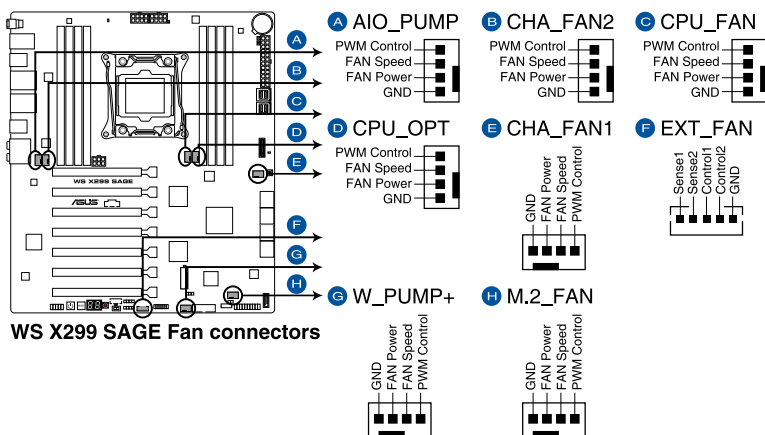 A AIO_PUMP
PWM Control
FAN Speed
FAN Power
GND
B CHA_FAN2
PWM Control
FAN Speed
FAN Power
GND
C CPU_FAN
PWM Control
FAN Speed
FAN Power
GND
A
B
C
D
E
F
G
H
WS X299 SAGE
ASUS
D CPU_OPT
PWM Control
FAN Speed
FAN Power
GND
E CHA_FAN1
GND
FAN Power
FAN Speed
PWM Control
F EXT_FAN
Sense1
Sense2
Control1
Control2
GND
WS X299 SAGE Fan connectors
G W_PUMP+
GND
FAN Power
FAN Speed
PWM Control
H M.2_FAN
GND
FAN Power
FAN Speed
PWM Control